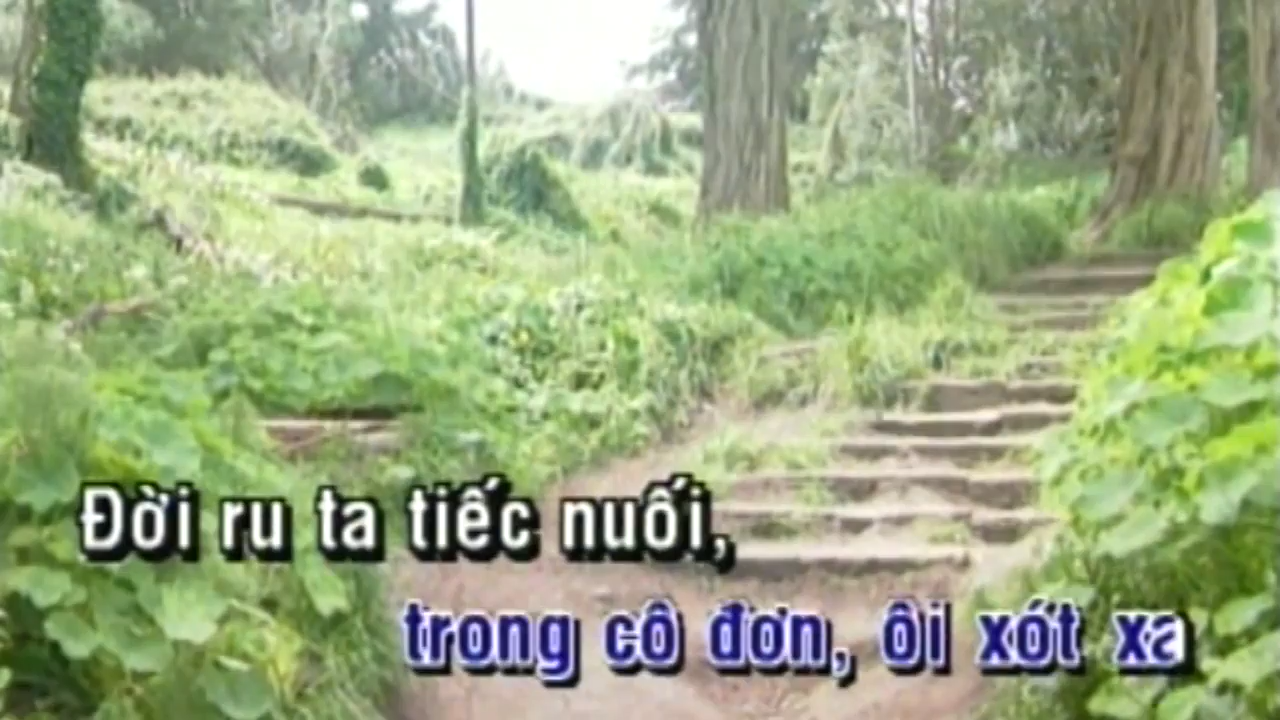 Đời ru ta tiếc nuối,
trong cô đơn, ôi xót xa